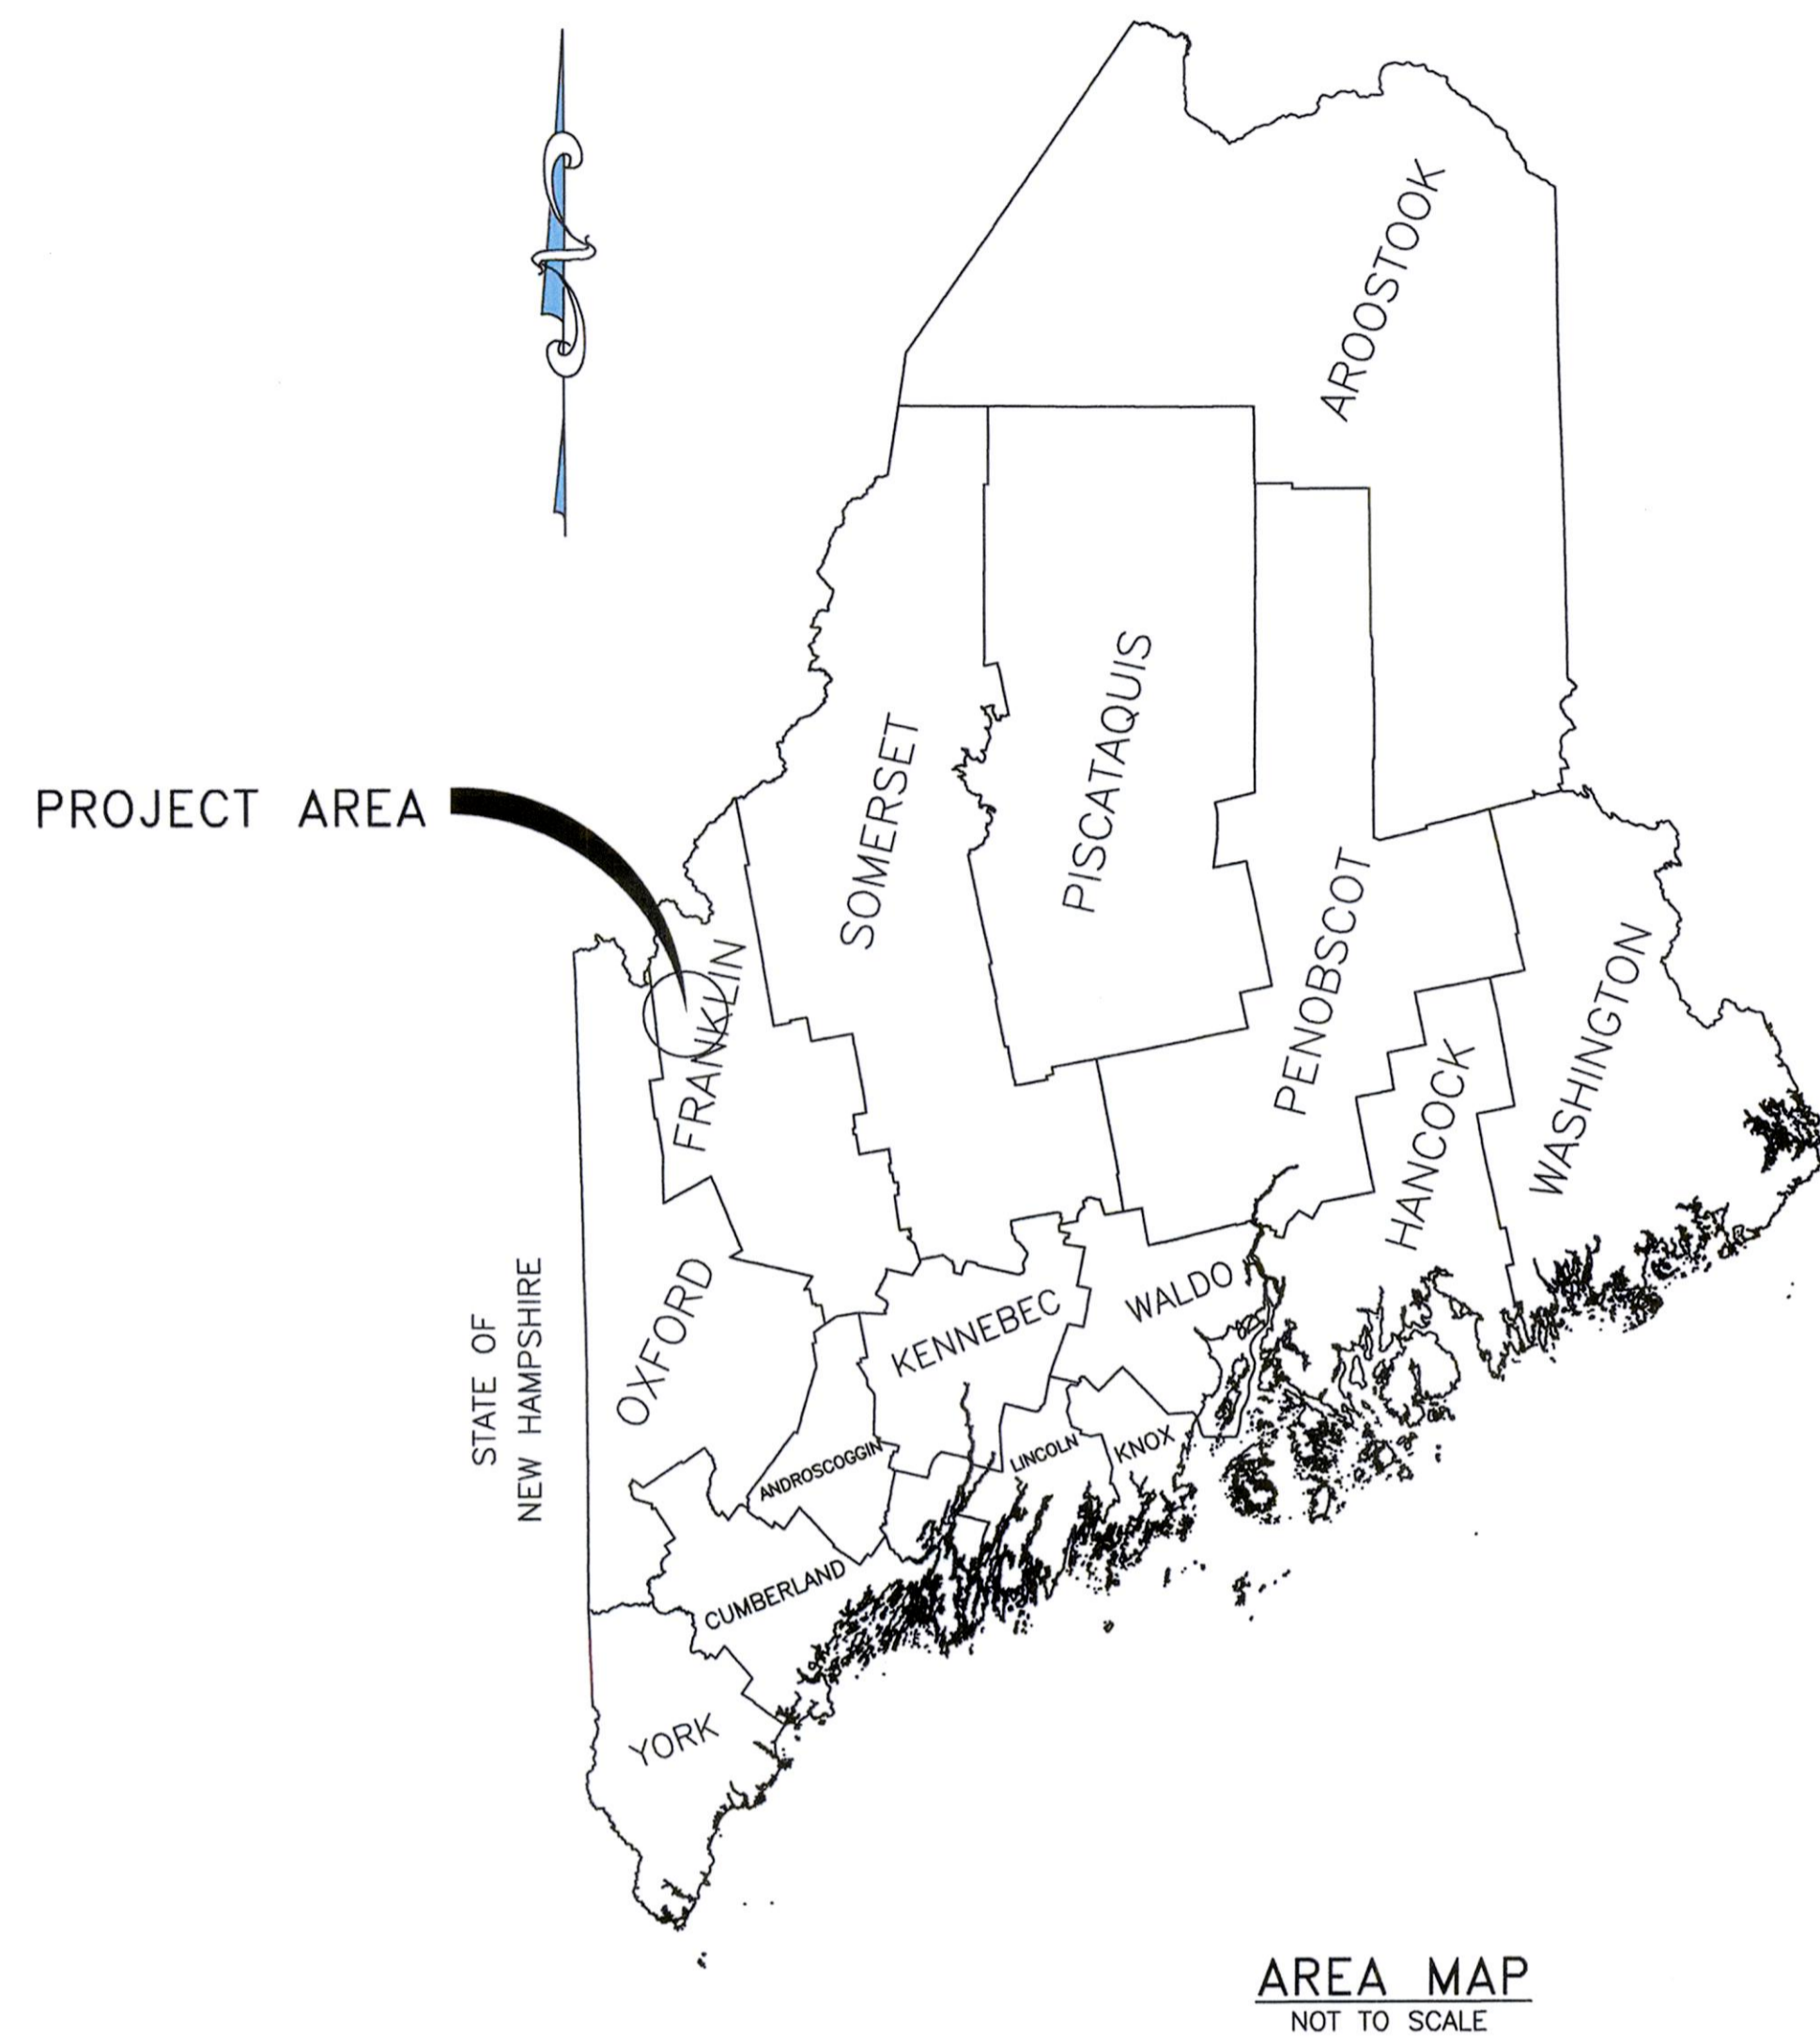 AROOSTOOK
PISCATAQUIS
SOMERSET
PROJECT AREA
PENOBSCOT
FRANKLIN
WASHINGTON
HANCOCK
STATE OF
NEW HAMPSHIRE
OXFORD
KENNEBEC
WALDO
ANDROSCOGGIN
LINCOLN
KNOX
CUMBERLAND
YORK
AREA MAP
NOT TO SCALE